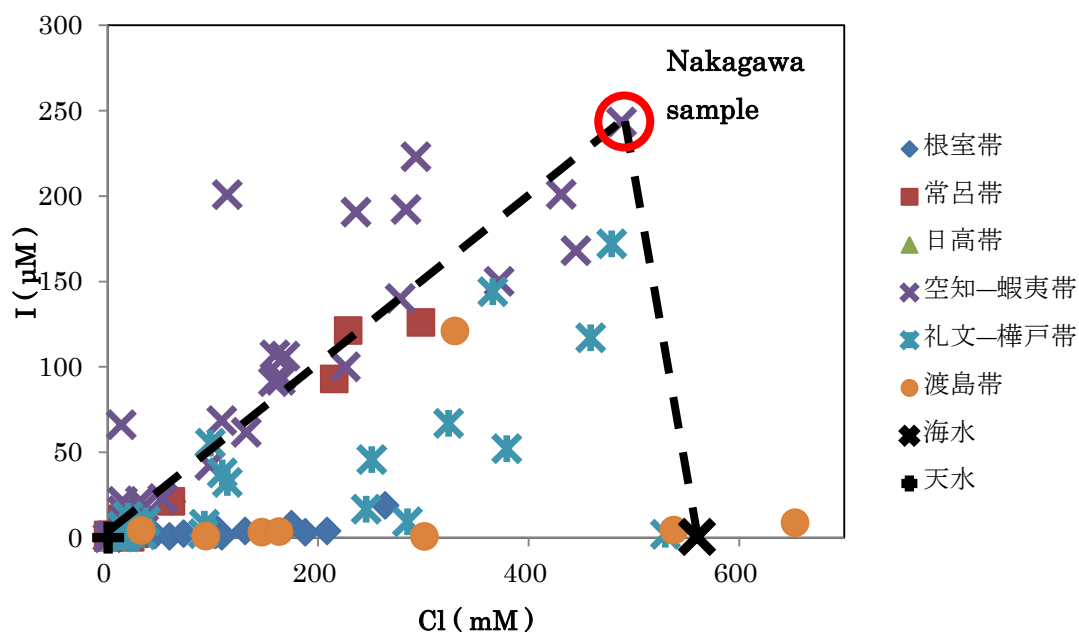 300
250
200
150
100
50
0
I ( μM )
0
200
400
600
Cl ( mM )
Nakagawa
sample
根室帯
常呂帯
日高帯
空知―蝦夷帯
礼文―樺戸帯
渡島帯
海水
天水